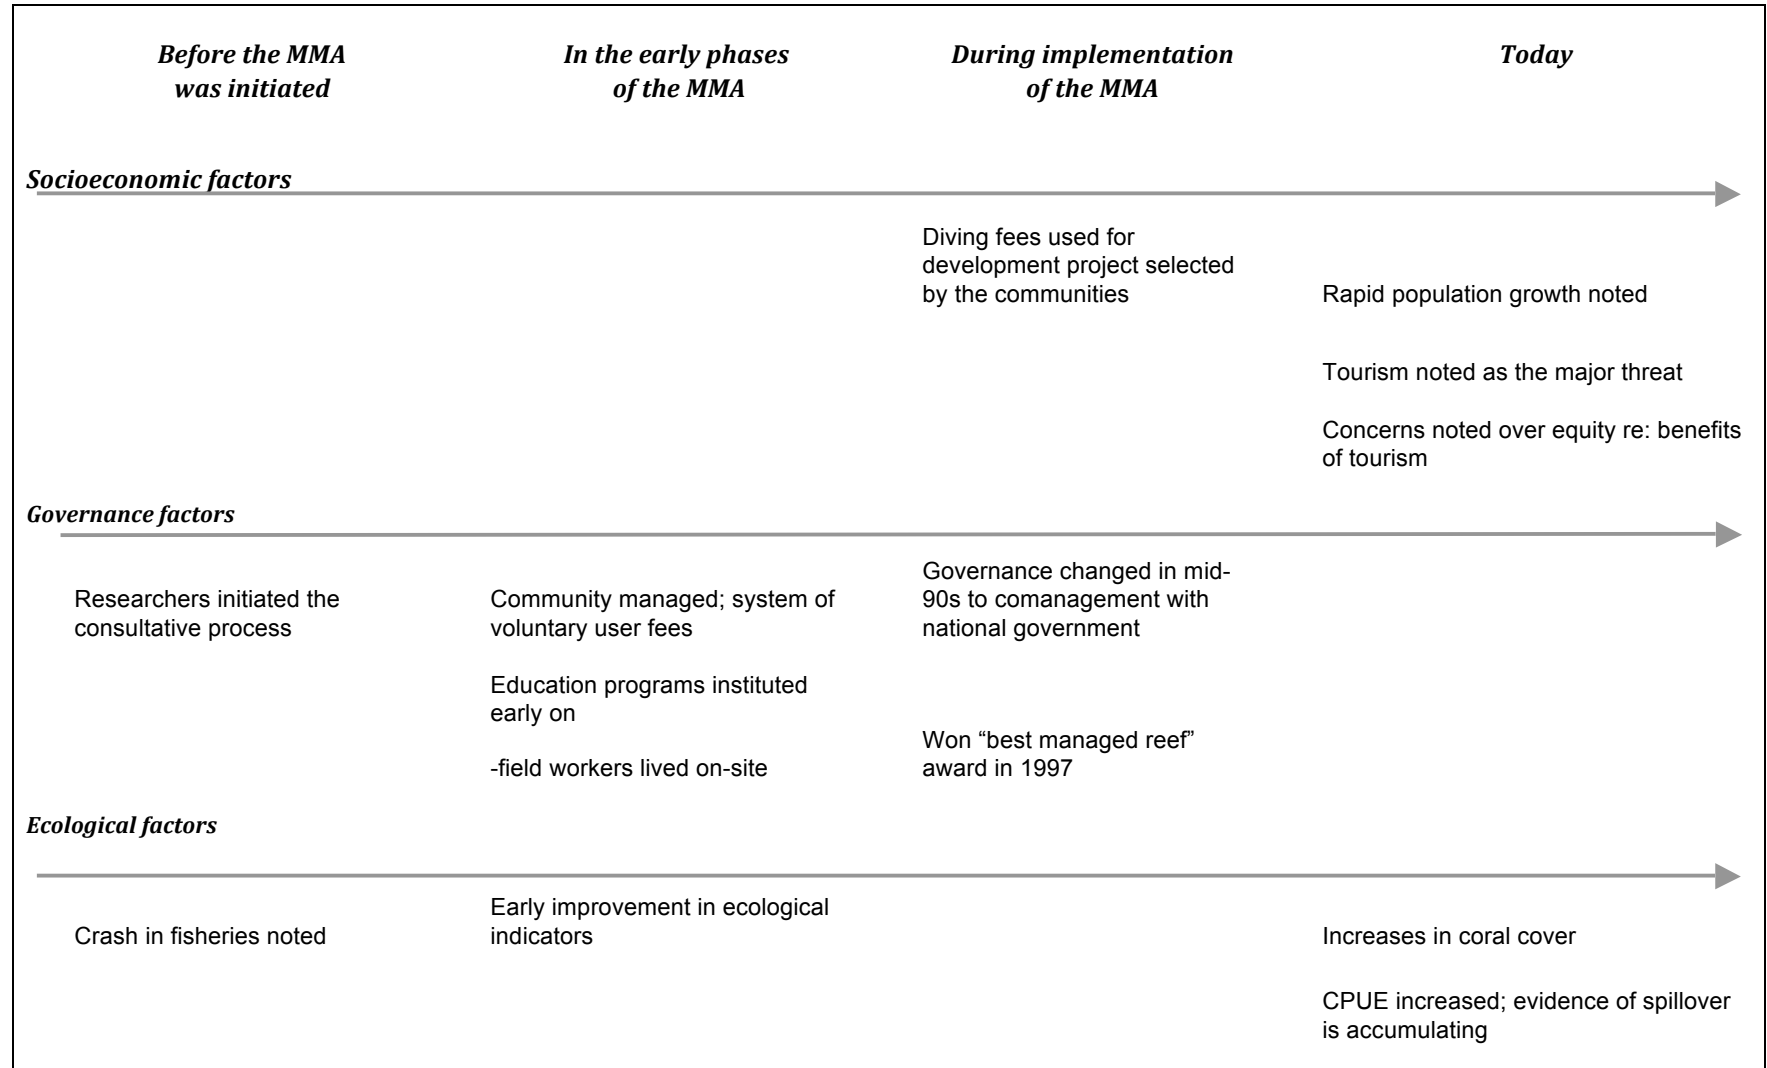 Before the MMA
was initiated
In the early phases
of the MMA
During implementation
of the MMA
Today
Socioeconomic factors
Diving fees used for
development project selected
by the communities
Rapid population growth noted
Tourism noted as the major threat
Concerns noted over equity re: benefits
of tourism
Governance factors
Researchers initiated the
consultative process
Community managed; system of
voluntary user fees
Education programs instituted
early on
-field workers lived on-site
Governance changed in mid-
90s to comanagement with
national government
Won “best managed reef”
award in 1997
Ecological factors
Crash in fisheries noted
Early improvement in ecological
indicators
Increases in coral cover
CPUE increased; evidence of spillover
is accumulating